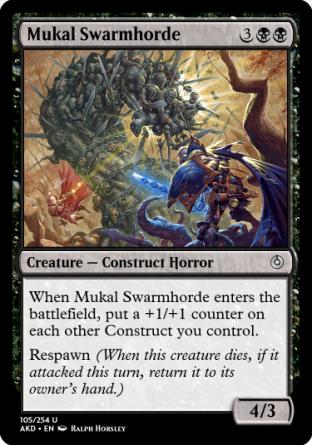 Mukal Swarmhorde 3
Creature — Construct Horror
When Mukal Swarmhorde enters the
battlefield, put a +1/+1 counter on
each other Construct you control.
Respawn (When this creature dies, if it
attacked this turn, return it to its
owner's hand.)
105/254 U
4/3
AKD • EN Ralph Horsley